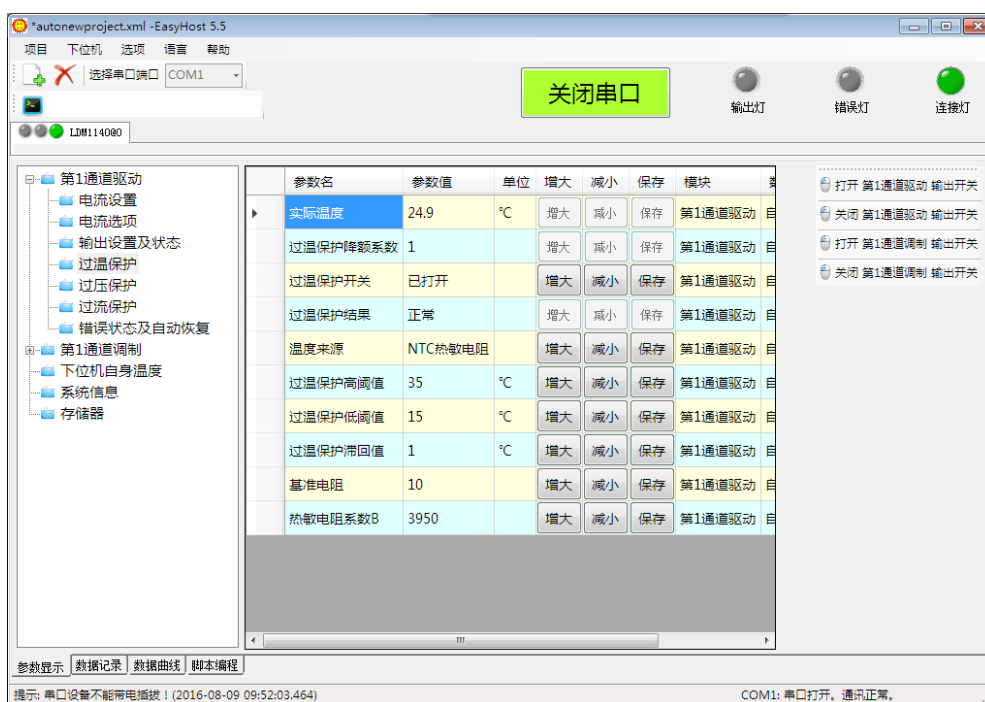 *autonewproject.xml -EasyHost 5.5
项目 下位机 选项 语言 帮助
选择串口端口 COM1
关闭串口
输出灯 错误灯 连接灯
LDM114000
第1通道驱动
电流设置
电流选项
输出设置及状态
过温保护
过压保护
过流保护
错误状态及自动恢复
第1通道调制
下位机自身温度
系统信息
存储器
参数名 参数值 单位 增大 减小 保存 模块
实际温度 24.9 ℃ 增大 减小 保存 第1通道驱动 自
过温保护降额系数 1 增大 减小 保存 第1通道驱动 自
过温保护开关 已打开 增大 减小 保存 第1通道驱动 自
过温保护结果 正常 增大 减小 保存 第1通道驱动 自
温度来源 NTC热敏电阻 增大 减小 保存 第1通道驱动 自
过温保护高阈值 35 ℃ 增大 减小 保存 第1通道驱动 自
过温保护低阈值 15 ℃ 增大 减小 保存 第1通道驱动 自
过温保护滞回值 1 ℃ 增大 减小 保存 第1通道驱动 自
基准电阻 10 增大 减小 保存 第1通道驱动 自
热敏电阻系数B 3950 增大 减小 保存 第1通道驱动 自
打开 第1通道驱动 输出开关
关闭 第1通道驱动 输出开关
打开 第1通道调制 输出开关
关闭 第1通道调制 输出开关
参数显示 数据记录 数据曲线 脚本编程
提示: 串口设备不能带电插拔！(2016-08-09 09:52:03.464) COM1: 串口打开。通讯正常。